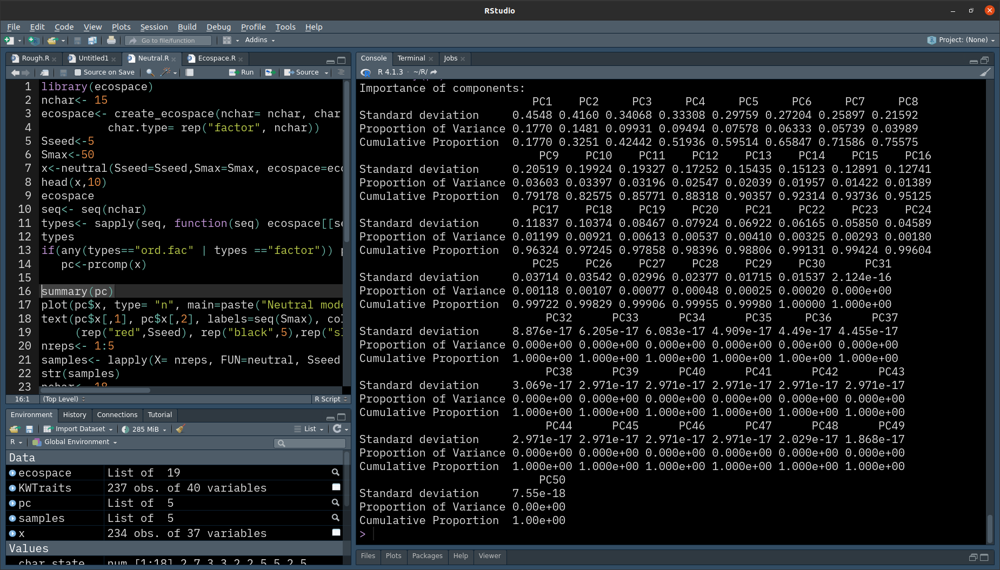 RStudio
File Edit Code View Plots Session Build Debug Profile Tools Help
Go to file/function Addins Project: (None)
Rough.R Untitled1 Neutral.R Ecospace.R
Source on Save Run Source
1 library(ecospace)
2 nchar<- 15
3 ecospace<- create_ecospace(nchar= nchar, char
4 char.type= rep("factor", nchar))
5 Sseed<-5
6 Smax<-50
7 x<-neutral(Sseed=Sseed,Smax=Smax, ecospace=eco
8 head(x,10)
9 ecospace
10 seq<- seq(nchar)
11 types<- sapply(seq, function(seq) ecospace[[se
12 types
13 if(any(types=="ord.fac" | types =="factor")) p
14 pc<-prcomp(x)
15
16 summary(pc)
17 plot(pc$x, type= "n", main=paste("Neutral mode
18 text(pc$x[,1], pc$x[,2], labels=seq(Smax), col
19 (rep("red",Sseed), rep("black",5),rep("sl
20 nreps<- 1:5
21 samples<- lapply(X= nreps, FUN=neutral, Sseed
22 str(samples)
23 nchar<- 18
16:1 (Top Level) R Script
Environment History Connections Tutorial
Import Dataset 285 MiB List
R Global Environment
Data
ecospace List of 19
KWTraits 237 obs. of 40 variables
pc List of 5
samples List of 5
x 234 obs. of 37 variables
Values
char.state num [1:18] 2 7 3 3 2 2 5 5 2 5
Console Terminal Jobs
R 4.1.3 · ~/R/
Importance of components:
PC1 PC2 PC3 PC4 PC5 PC6 PC7 PC8
Standard deviation 0.4548 0.4160 0.34068 0.33308 0.29759 0.27204 0.25897 0.21592
Proportion of Variance 0.1770 0.1481 0.09931 0.09494 0.07578 0.06333 0.05739 0.03989
Cumulative Proportion 0.1770 0.3251 0.42442 0.51936 0.59514 0.65847 0.71586 0.75575
PC9 PC10 PC11 PC12 PC13 PC14 PC15 PC16
Standard deviation 0.20519 0.19924 0.19327 0.17252 0.15435 0.15123 0.12891 0.12741
Proportion of Variance 0.03603 0.03397 0.03196 0.02547 0.02039 0.01957 0.01422 0.01389
Cumulative Proportion 0.79178 0.82575 0.85771 0.88318 0.90357 0.92314 0.93736 0.95125
PC17 PC18 PC19 PC20 PC21 PC22 PC23 PC24
Standard deviation 0.11837 0.10374 0.08467 0.07924 0.06922 0.06165 0.05850 0.04589
Proportion of Variance 0.01199 0.00921 0.00613 0.00537 0.00410 0.00325 0.00293 0.00180
Cumulative Proportion 0.96324 0.97245 0.97858 0.98396 0.98806 0.99131 0.99424 0.99604
PC25 PC26 PC27 PC28 PC29 PC30 PC31
Standard deviation 0.03714 0.03542 0.02996 0.02377 0.01715 0.01537 2.124e-16
Proportion of Variance 0.00118 0.00107 0.00077 0.00048 0.00025 0.00020 0.000e+00
Cumulative Proportion 0.99722 0.99829 0.99906 0.99955 0.99980 1.00000 1.000e+00
PC32 PC33 PC34 PC35 PC36 PC37
Standard deviation 8.876e-17 6.205e-17 6.083e-17 4.909e-17 4.49e-17 4.455e-17
Proportion of Variance 0.000e+00 0.000e+00 0.000e+00 0.000e+00 0.00e+00 0.000e+00
Cumulative Proportion 1.000e+00 1.000e+00 1.000e+00 1.000e+00 1.00e+00 1.000e+00
PC38 PC39 PC40 PC41 PC42 PC43
Standard deviation 3.069e-17 2.971e-17 2.971e-17 2.971e-17 2.971e-17 2.971e-17
Proportion of Variance 0.000e+00 0.000e+00 0.000e+00 0.000e+00 0.000e+00 0.000e+00
Cumulative Proportion 1.000e+00 1.000e+00 1.000e+00 1.000e+00 1.000e+00 1.000e+00
PC44 PC45 PC46 PC47 PC48 PC49
Standard deviation 2.971e-17 2.971e-17 2.971e-17 2.971e-17 2.029e-17 1.868e-17
Proportion of Variance 0.000e+00 0.000e+00 0.000e+00 0.000e+00 0.000e+00 0.000e+00
Cumulative Proportion 1.000e+00 1.000e+00 1.000e+00 1.000e+00 1.000e+00 1.000e+00
PC50
Standard deviation 7.55e-18
Proportion of Variance 0.00e+00
Cumulative Proportion 1.00e+00
>
Files Plots Packages Help Viewer